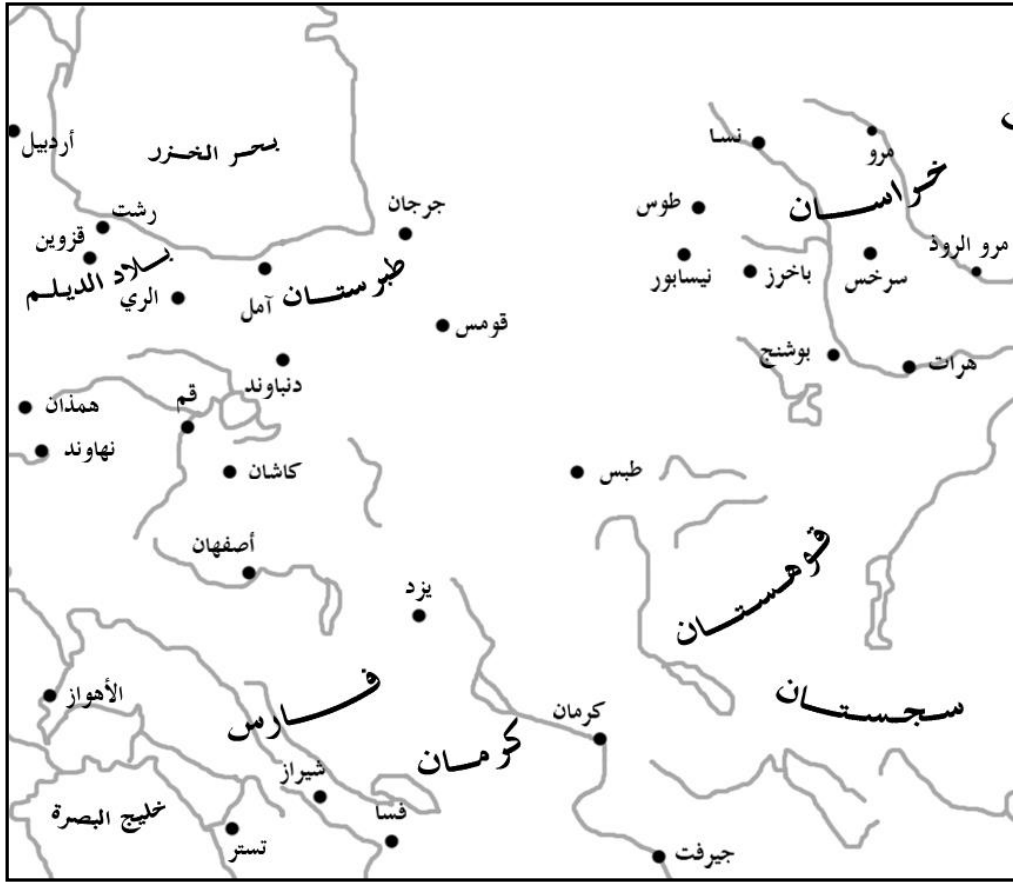 أردبيل
بحر الخزر
نسا
مرو
خراسان
طوس
جرجان
رشت
قزوين
بلاد الديلم
الري
آمل
طبرستان
قومس
نيسابور
باخرز
سرخس
مرو الروذ
بوشنج
هرات
دنباوند
قم
همذان
نهاوند
كاشان
طبس
أصفهان
يزد
قوهستان
سجستان
الأهواز
فارس
كرمان
كرمان
شيراز
فسا
خليج البصرة
تستر
جيرفت